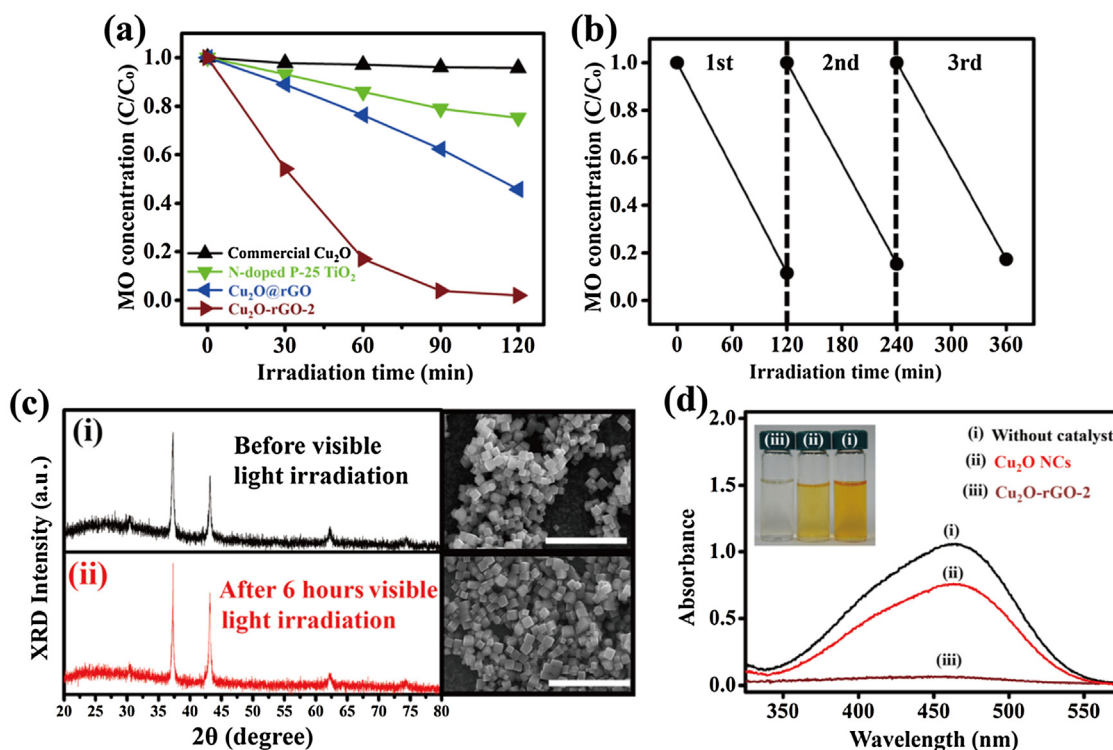 (a)
MO concentration (C/C₀)
1.0
0.8
0.6
0.4
0.2
0.0
Commercial Cu₂O
N-doped P-25 TiO₂
Cu₂O@rGO
Cu₂O-rGO-2
0 30 60 90 120
Irradiation time (min)
(b)
MO concentration (C/C₀)
1.0
0.8
0.6
0.4
0.2
0.0
1st 2nd 3rd
0 60 120 180 240 300 360
Irradiation time (min)
(c)
XRD Intensity (a.u.)
(i)
Before visible
light irradiation
(ii)
After 6 hours visible
light irradiation
20 25 30 35 40 45 50 55 60 65 70 75 80
2θ (degree)
(d)
Absorbance
2.0
1.5
1.0
0.5
0.0
(iii) (ii) (i)
(i) Without catalyst
(ii) Cu₂O NCs
(iii) Cu₂O-rGO-2
(i)
(ii)
(iii)
350 400 450 500 550
Wavelength (nm)